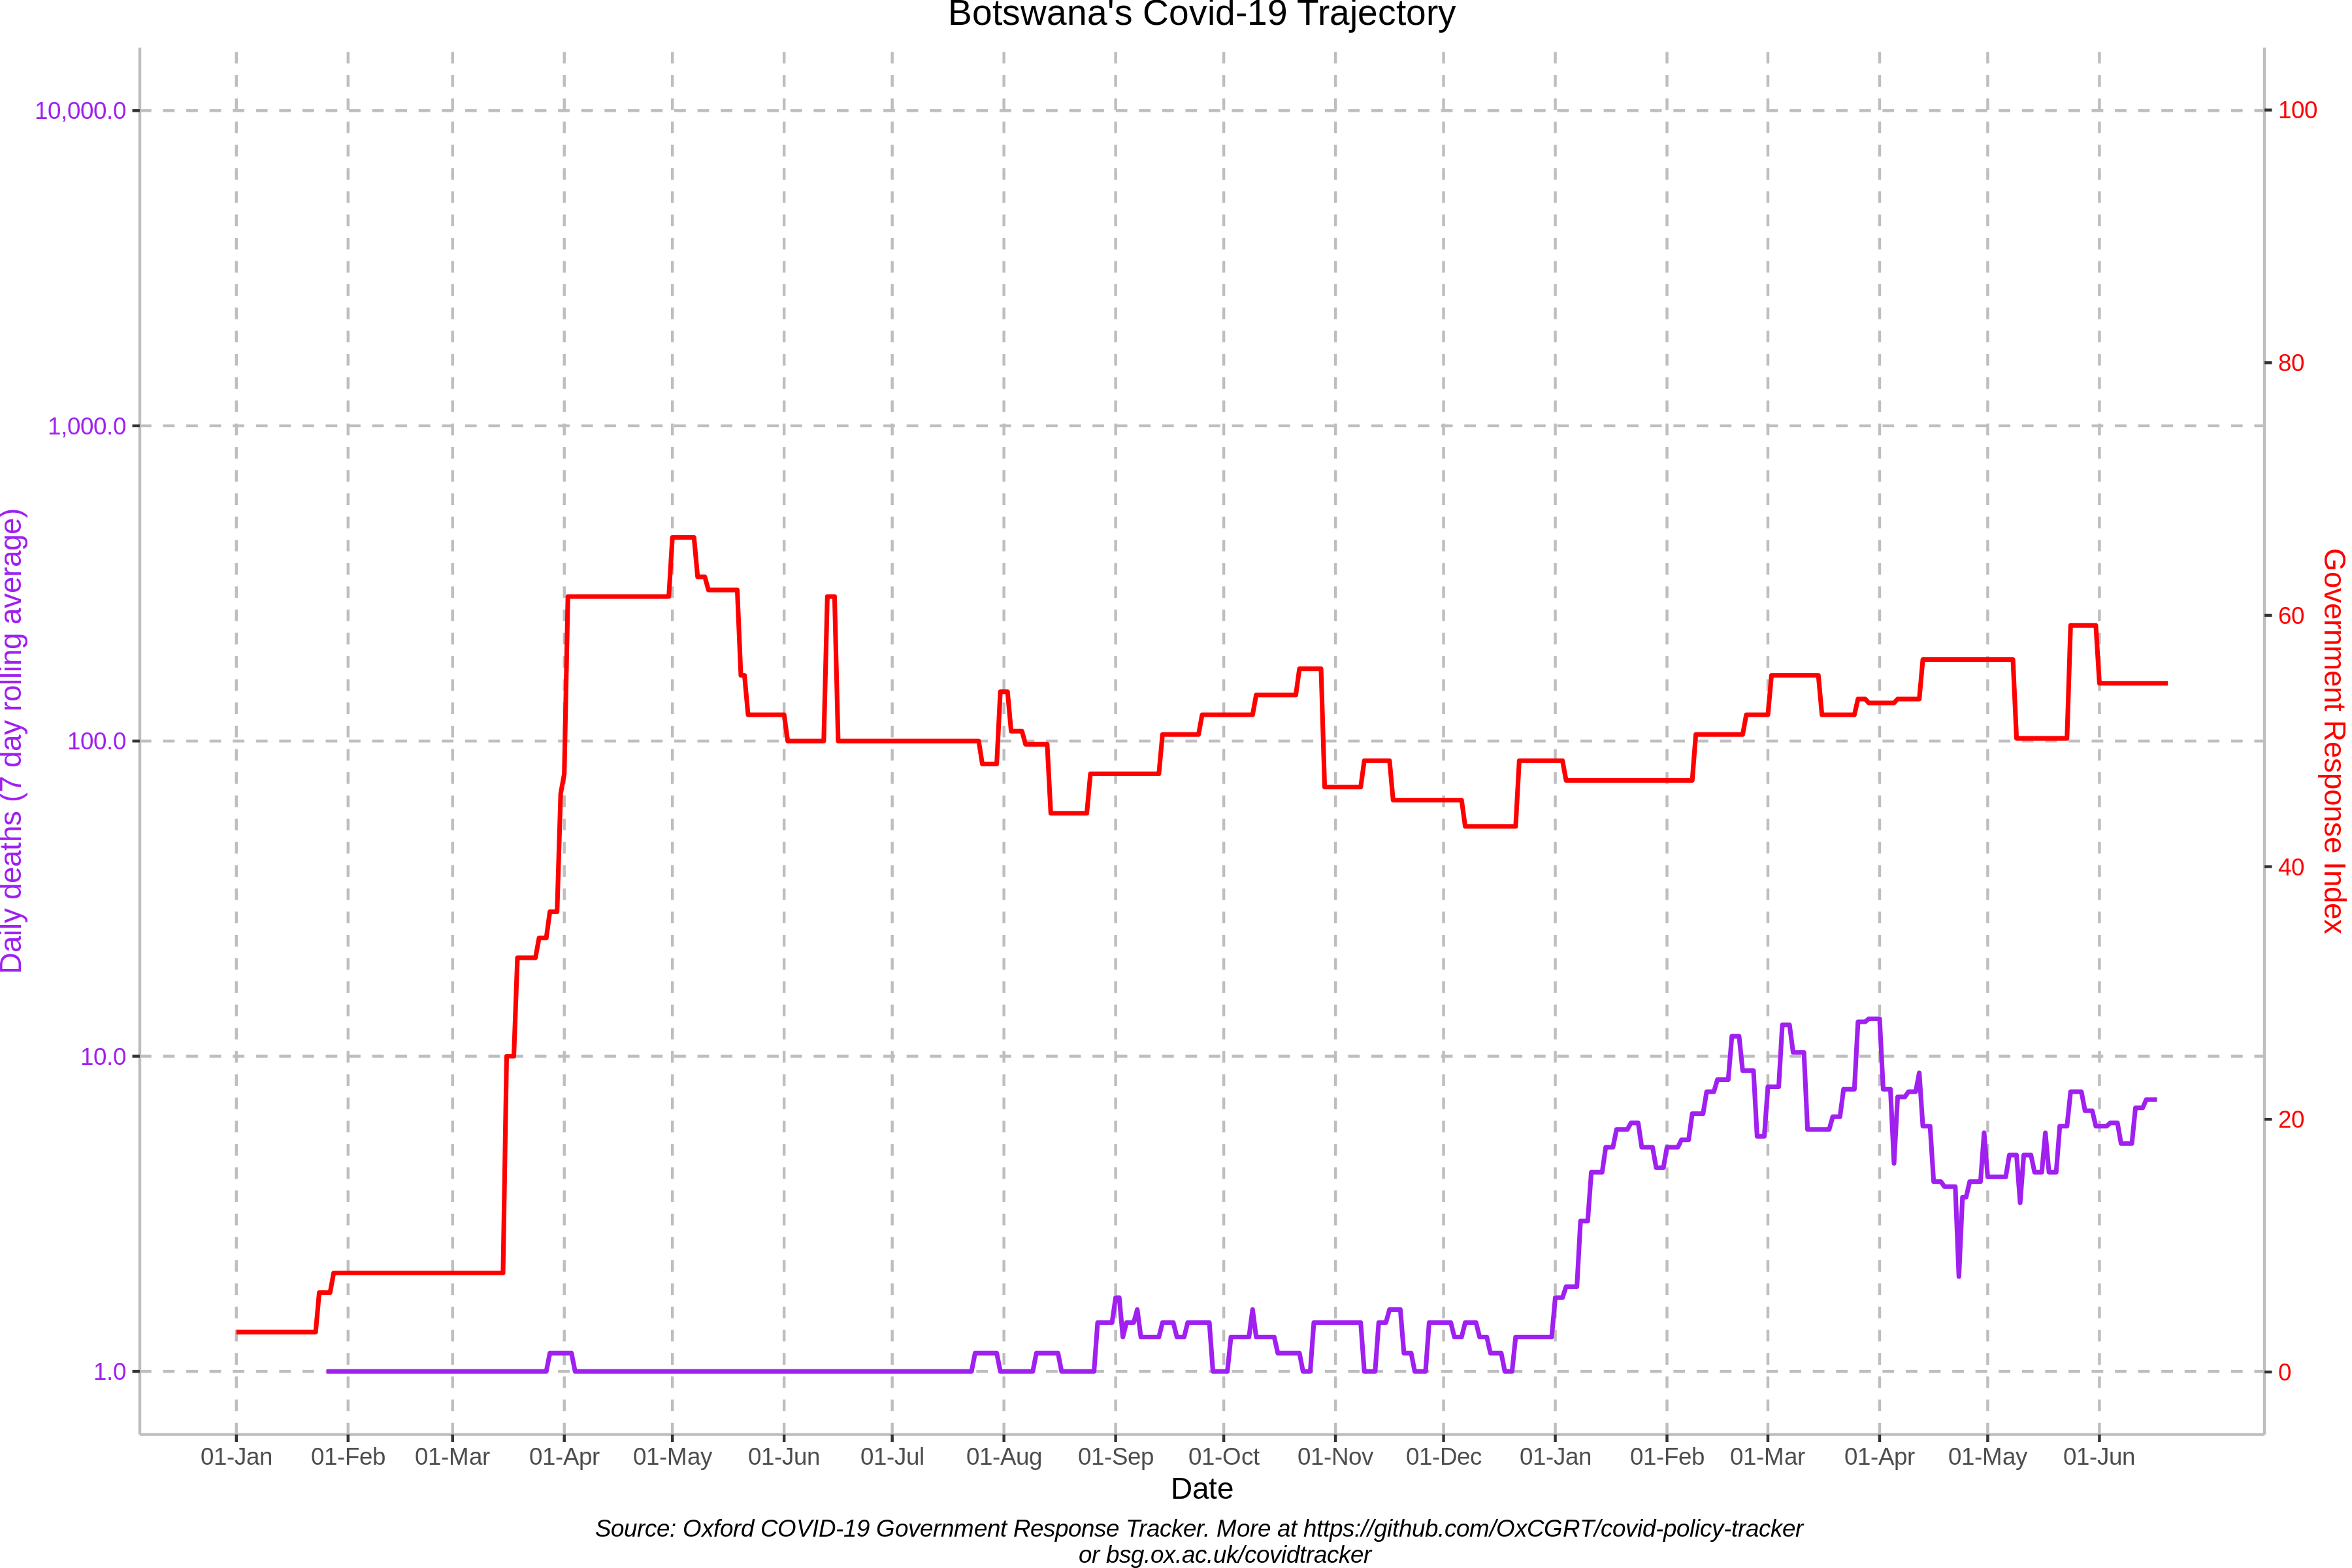 Botswana's Covid-19 Trajectory
Daily deaths (7 day rolling average)
10,000.0
1,000.0
100.0
10.0
1.0
100
80
60
40
20
0
Government Response Index
01-Jan 01-Feb 01-Mar 01-Apr 01-May 01-Jun 01-Jul 01-Aug 01-Sep 01-Oct 01-Nov 01-Dec 01-Jan 01-Feb 01-Mar 01-Apr 01-May 01-Jun
Date
Source: Oxford COVID-19 Government Response Tracker. More at https://github.com/OxCGRT/covid-policy-tracker
or bsg.ox.ac.uk/covidtracker